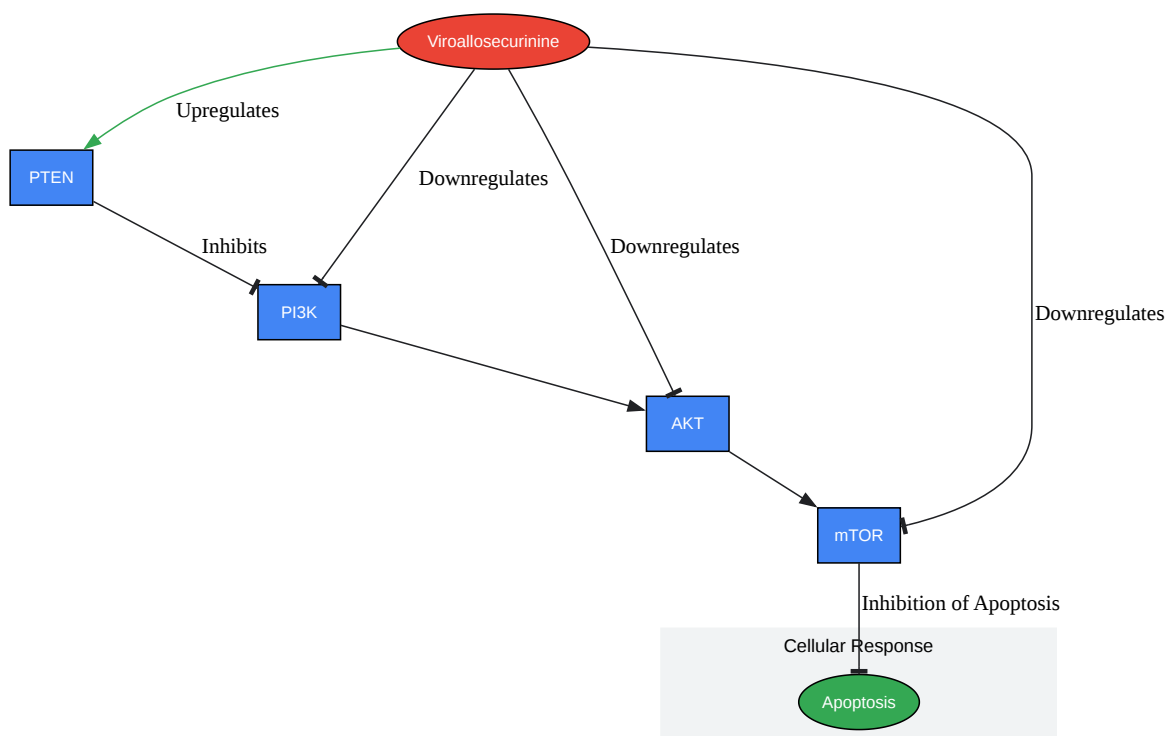 Viroallosecurinine
Upregulates
PTEN
Downregulates
Inhibits
Downregulates
PI3K
Downregulates
AKT
mTOR
Inhibition of Apoptosis
Cellular Response
Apoptosis